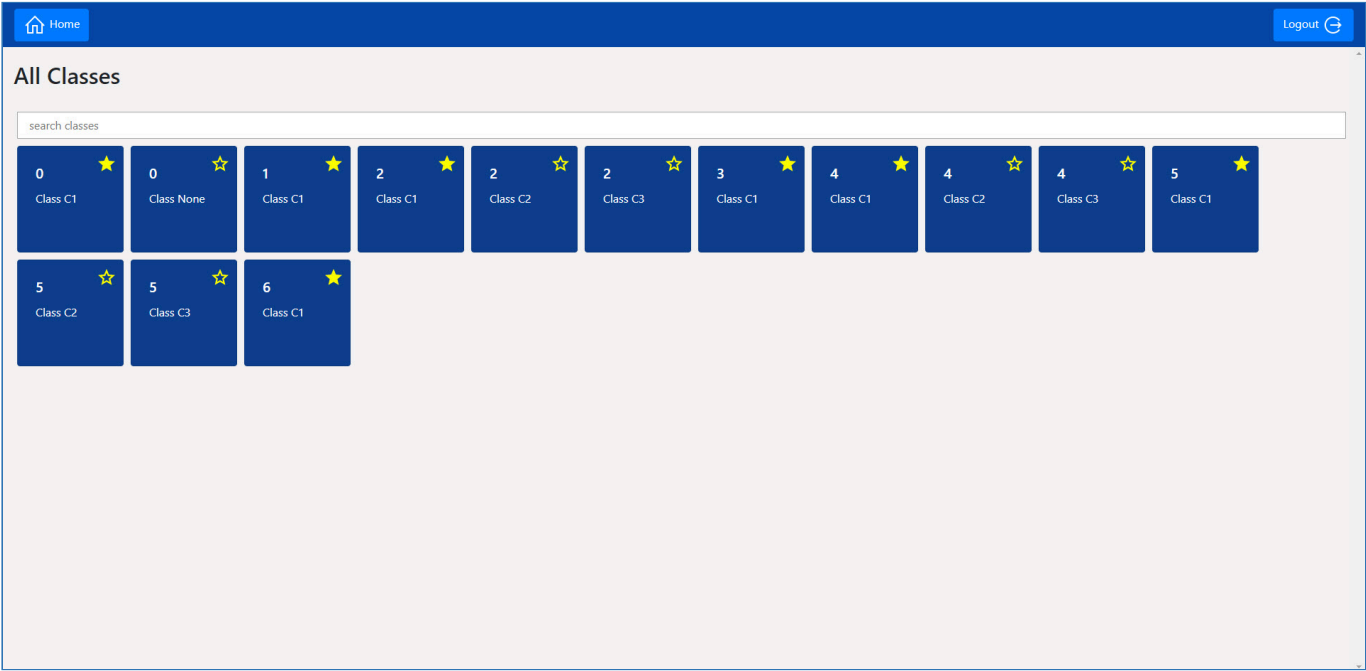 Home Logout
All Classes
search classes
0 0 1 2 2 2 3 4 4 4 5
Class C1 Class None Class C1 Class C1 Class C2 Class C3 Class C1 Class C1 Class C2 Class C3 Class C1
5 5 6
Class C2 Class C3 Class C1